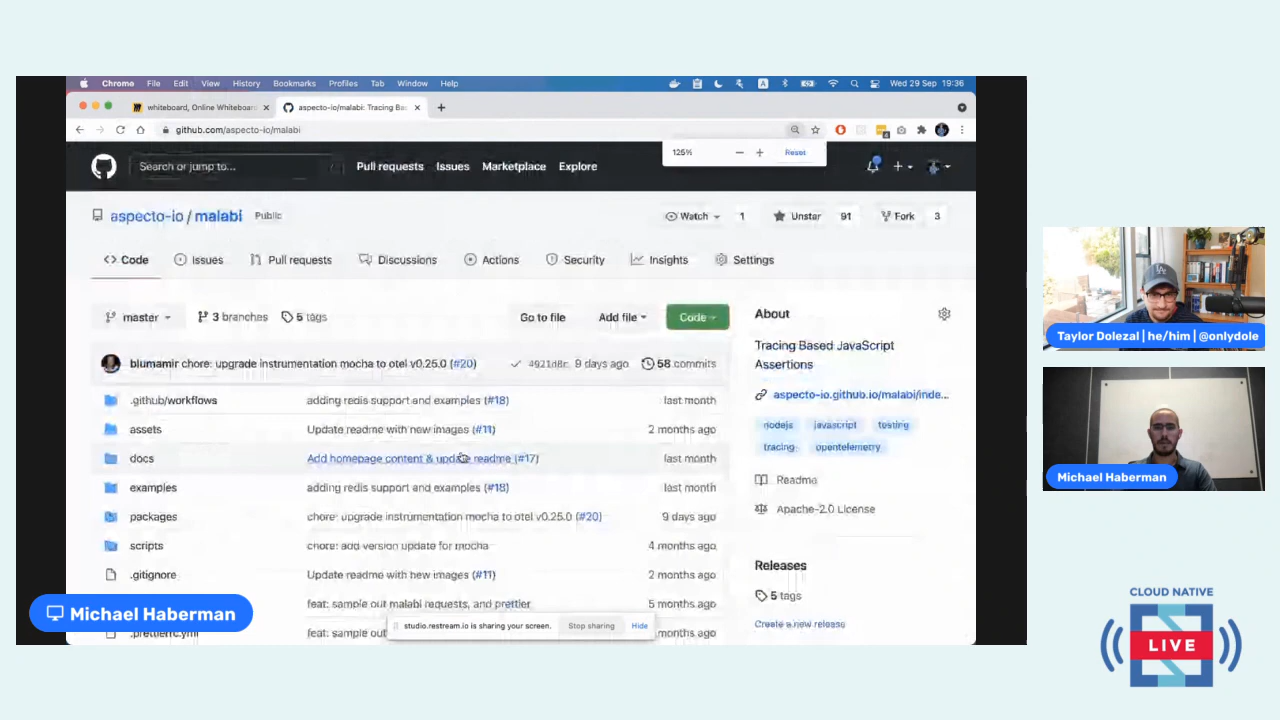 Chrome File Edit View History Bookmarks Profiles Tab Window Help Wed 29 Sep 19:36
whiteboard, Online Whiteboard aspecto-io/malabi: Tracing Bas
github.com/aspecto-io/malabi
125% Reset
Search or jump to... Pull requests Issues Marketplace Explore
aspecto-io / malabi Public Watch 1 Unstar 91 Fork 3
Code Issues Pull requests Discussions Actions Security Insights Settings
master 3 branches 5 tags Go to file Add file Code
blumamir chore: upgrade instrumentation mocha to otel v0.25.0 (#20) 4921d8c 9 days ago 58 commits
.github/workflows adding redis support and examples (#18) last month
assets Update readme with new images (#11) 2 months ago
docs Add homepage content & update readme (#17) last month
examples adding redis support and examples (#18) last month
packages chore: upgrade instrumentation mocha to otel v0.25.0 (#20) 9 days ago
scripts chore: add version update for mocha 4 months ago
.gitignore Update readme with new images (#11) 2 months ago
feat: sample out malabi requests, and prettier 5 months ago
.prettierrc.yml feat: sample out months ago
About
Tracing Based JavaScript
Assertions
aspecto-io.github.io/malabi/inde...
nodejs javascript testing
tracing opentelemetry
Readme
Apache-2.0 License
Releases
5 tags
Create a new release
studio.restream.io is sharing your screen. Stop sharing Hide
Michael Haberman
Taylor Dolezal | he/him | @onlydole
Michael Haberman
CLOUD NATIVE
LIVE